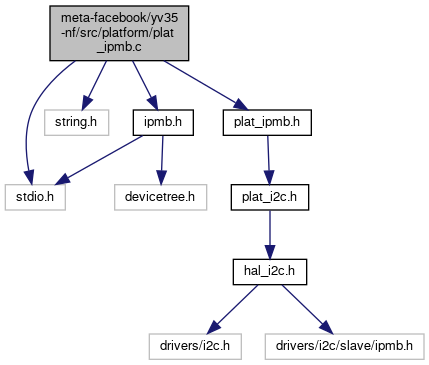 meta-facebook/yv35
-nf/src/platform/plat
_ipmb.c
string.h
ipmb.h
plat_ipmb.h
stdio.h
devicetree.h
plat_i2c.h
hal_i2c.h
drivers/i2c.h
drivers/i2c/slave/ipmb.h